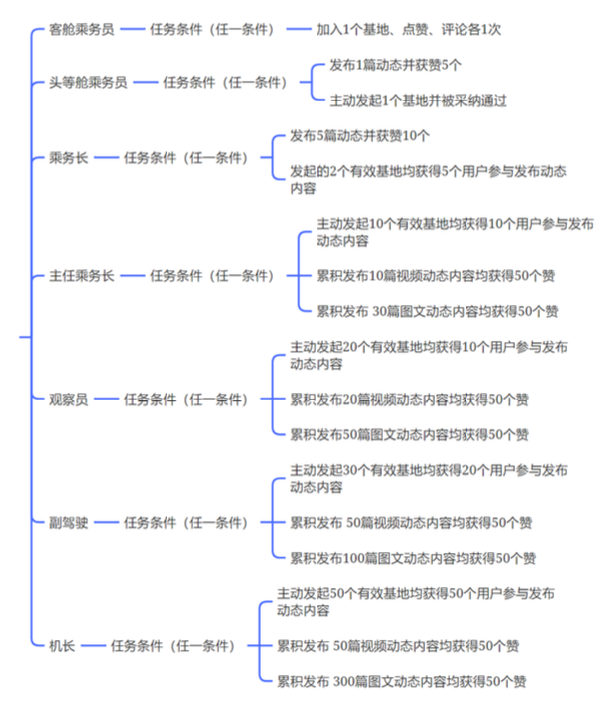 客舱乘务员
任务条件（任一条件）
加入1个基地、点赞、评论各1次
头等舱乘务员
任务条件（任一条件）
发布1篇动态并获赞5个
主动发起1个基地并被采纳通过
乘务长
任务条件（任一条件）
发布5篇动态并获赞10个
发起的2个有效基地均获得5个用户参与发布动态
内容
主任乘务长
任务条件（任一条件）
主动发起10个有效基地均获得10个用户参与发布
动态内容
累积发布10篇视频动态内容均获得50个赞
累积发布 30篇图文动态内容均获得50个赞
观察员
任务条件（任一条件）
主动发起20个有效基地均获得10个用户参与发布
动态内容
累积发布20篇视频动态内容均获得50个赞
累积发布50篇图文动态内容均获得50个赞
副驾驶
任务条件（任一条件）
主动发起30个有效基地均获得20个用户参与发布
动态内容
累积发布 50篇视频动态内容均获得50个赞
累积发布100篇图文动态内容均获得50个赞
机长
任务条件（任一条件）
主动发起50个有效基地均获得50个用户参与发布
动态内容
累积发布 50篇视频动态内容均获得50个赞
累积发布 300篇图文动态内容均获得50个赞